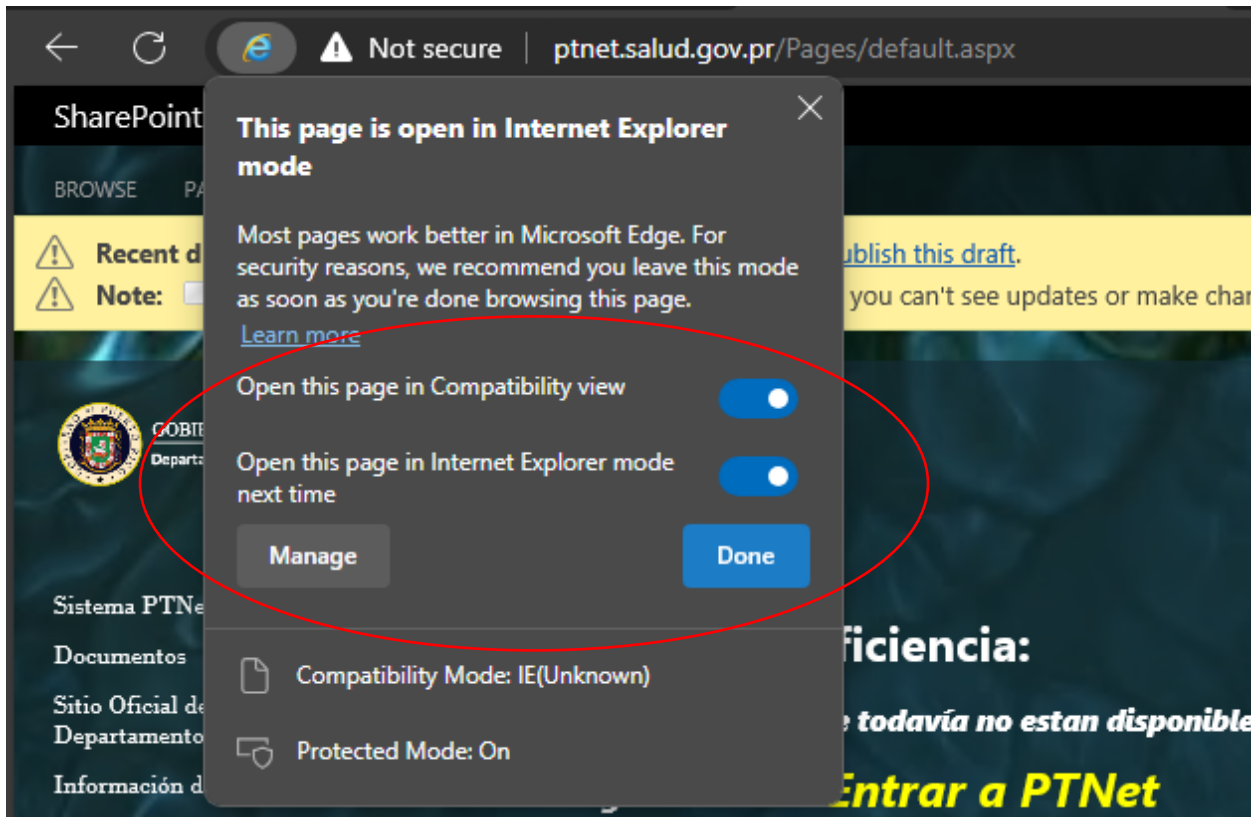 Not secure ptnet.salud.gov.pr/Pages/default.aspx
SharePoint
This page is open in Internet Explorer
mode
BROWSE PA
Most pages work better in Microsoft Edge. For
security reasons, we recommend you leave this mode
as soon as you're done browsing this page.
Learn more
Recent d
ublish this draft.
Note:
you can't see updates or make char
Open this page in Compatibility view
GOBIE
Departa
Open this page in Internet Explorer mode
next time
Manage Done
Sistema PTNe
Documentos
Sitio Oficial de
Departamento
Información d
Compatibility Mode: IE(Unknown)
Protected Mode: On
ficiencia:
e todavía no estan disponible
Entrar a PTNet